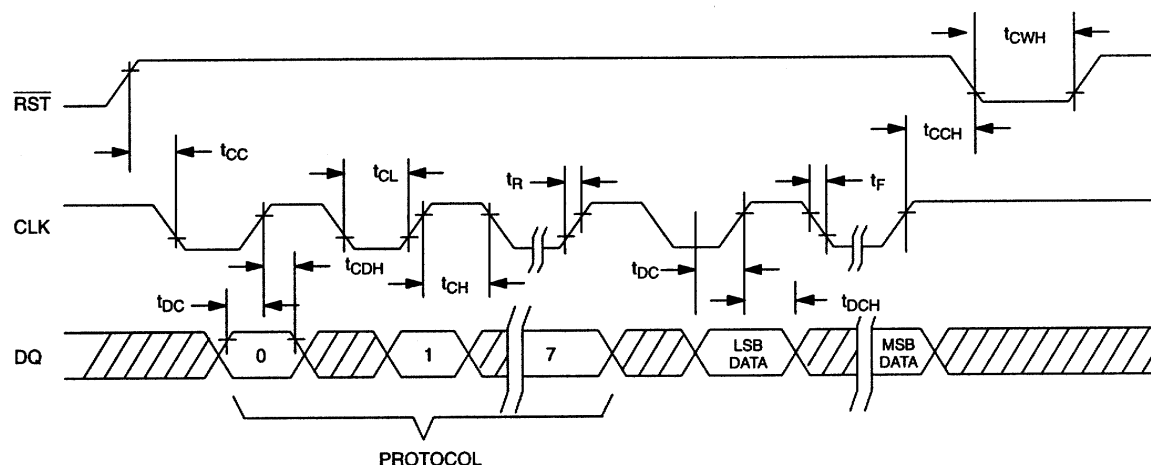 tCWH
RST
tCCH
tCC
tCL
tR
tF
CLK
tCDH
tDC
tCH
tDC
tDCH
DQ
0
1
7
LSB
DATA
MSB
DATA
PROTOCOL